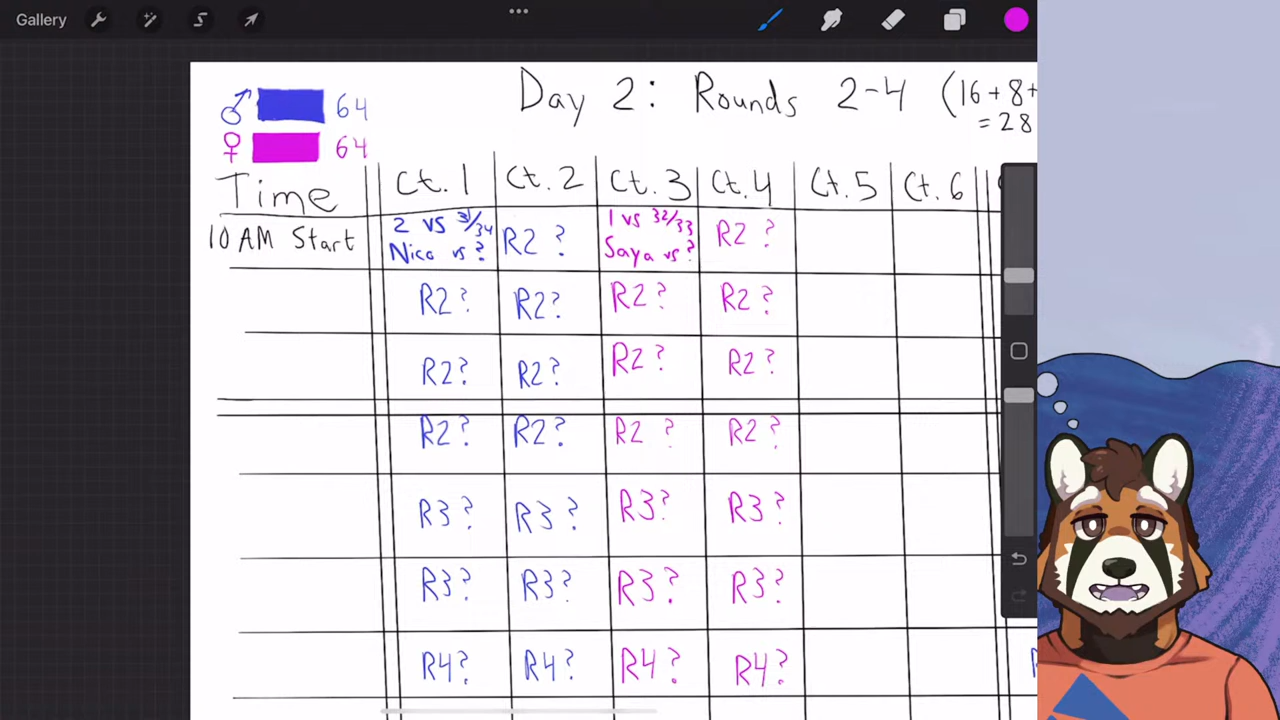 Gallery
Day 2: Rounds 2-4 (16+8+
= 28
♂ 64
♀ 64
Time Ct. 1 Ct. 2 Ct. 3 Ct. 4 Ct. 5 Ct. 6
10 AM Start 2 vs 31/34 R2 ? 1 vs 32/33 R2 ?
Nico vs ? Saya vs ?
R2? R2? R2? R2?
R2? R2? R2? R2?
R2? R2? R2 ? R2?
R3? R3? R3? R3?
R3? R3? R3? R3?
R4? R4? R4? R4?